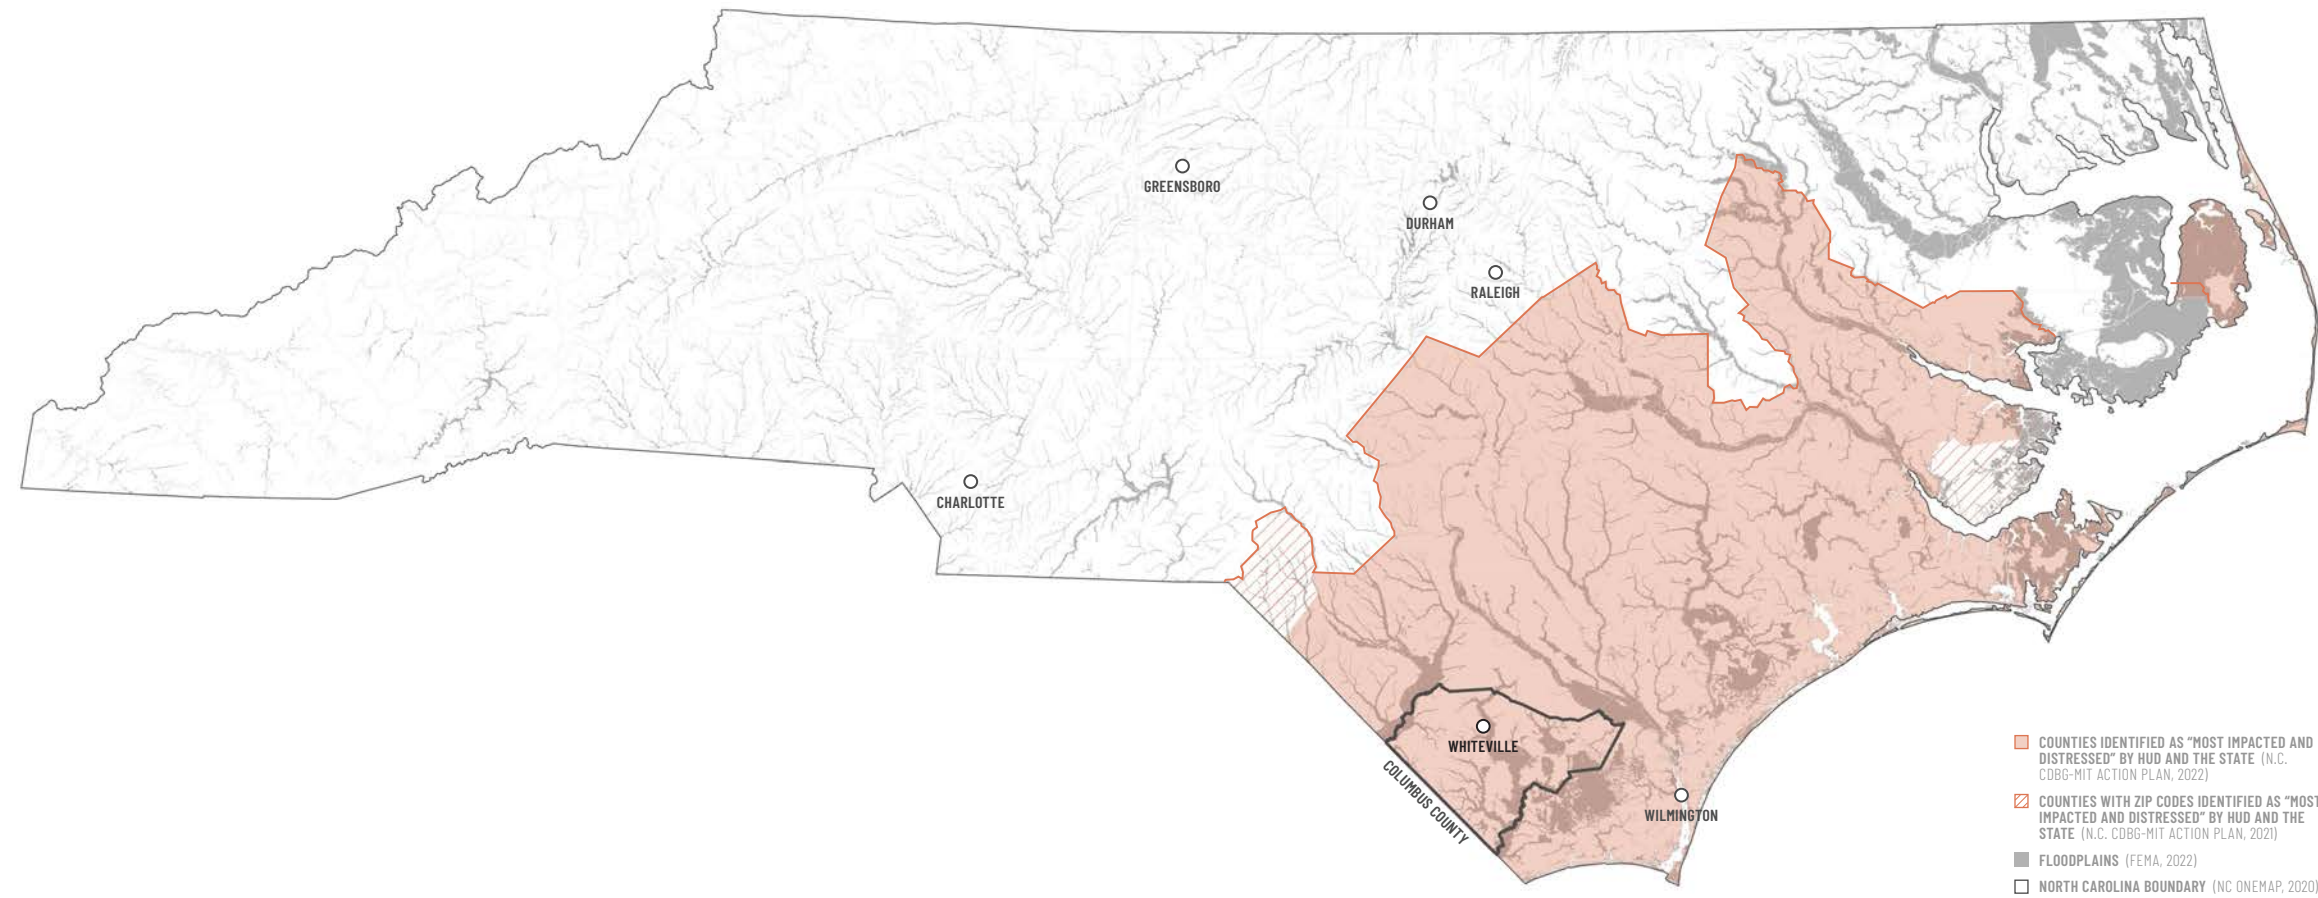 GREENSBORO
DURHAM
RALEIGH
CHARLOTTE
WHITEVILLE
COLUMBUS COUNTY
WILMINGTON
COUNTIES IDENTIFIED AS “MOST IMPACTED AND
DISTRESSED” BY HUD AND THE STATE (N.C.
CDBG-MIT ACTION PLAN, 2022)
COUNTIES WITH ZIP CODES IDENTIFIED AS “MOST
IMPACTED AND DISTRESSED” BY HUD AND THE
STATE (N.C. CDBG-MIT ACTION PLAN, 2021)
FLOODPLAINS (FEMA, 2022)
NORTH CAROLINA BOUNDARY (NC ONEMAP, 2020)